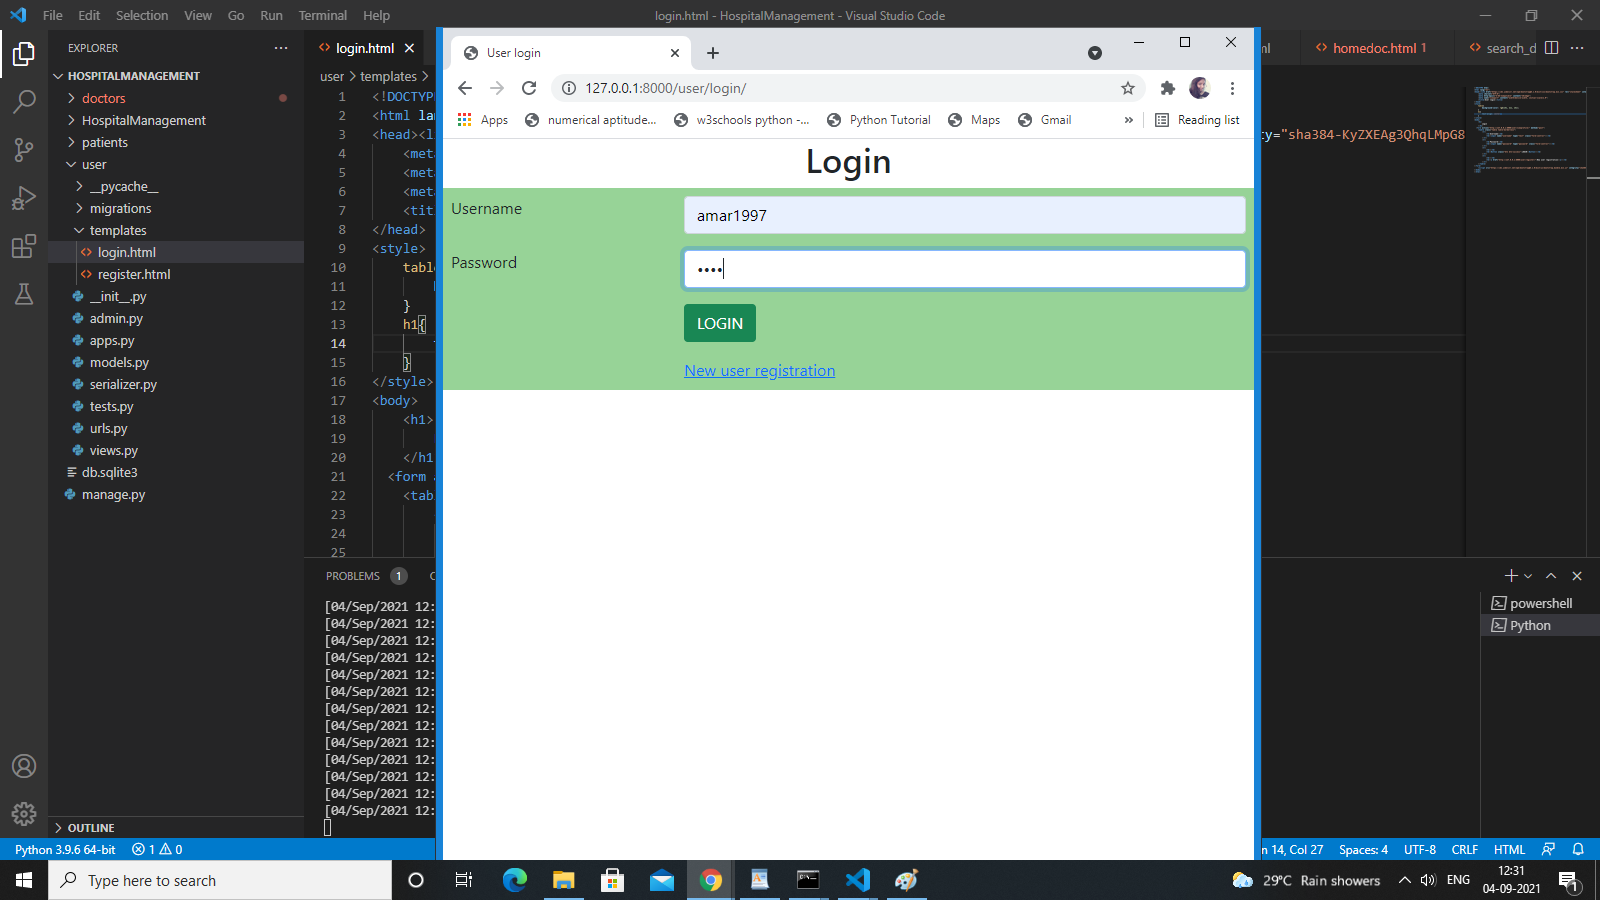 File Edit Selection View Go Run Terminal Help
login.html - HospitalManagement - Visual Studio Code
EXPLORER
HOSPITALMANAGEMENT
doctors
HospitalManagement
patients
user
__pycache__
migrations
templates
login.html
register.html
__init__.py
admin.py
apps.py
models.py
serializer.py
tests.py
urls.py
views.py
db.sqlite3
manage.py
OUTLINE
login.html
homedoc.html 1
search_d
user > templates >
1 <!DOCTYP
2 <html lan
3 <head><l
4 <met
5 <met
6 <met
7 <tit
8 </head>
9 <style>
10 table
11
12 }
13 h1{
14
15 }
16 </style>
17 <body>
18 <h1>
19
20 </h1
21 <form
22 <tab
23
24
25
ty="sha384-KyZXEAg3QhqLMpG8
User login
127.0.0.1:8000/user/login/
Apps
numerical aptitude...
w3schools python -...
Python Tutorial
Maps
Gmail
»
Reading list
Login
Username
amar1997
Password
••••
LOGIN
New user registration
PROBLEMS 1
[04/Sep/2021 12:
[04/Sep/2021 12:
[04/Sep/2021 12:
[04/Sep/2021 12:
[04/Sep/2021 12:
[04/Sep/2021 12:
[04/Sep/2021 12:
[04/Sep/2021 12:
[04/Sep/2021 12:
[04/Sep/2021 12:
[04/Sep/2021 12:
[04/Sep/2021 12:
[04/Sep/2021 12:
powershell
Python
Python 3.9.6 64-bit 1 0
n 14, Col 27 Spaces: 4 UTF-8 CRLF HTML
Type here to search
29°C Rain showers
ENG
12:31
04-09-2021
1